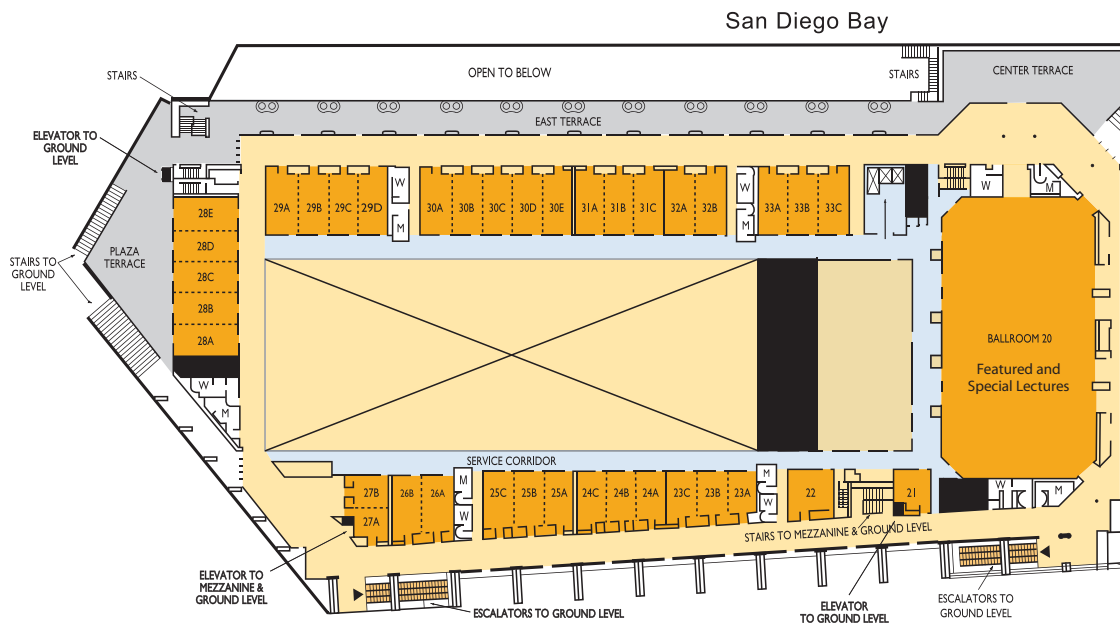 San Diego Bay
STAIRS
OPEN TO BELOW
STAIRS
CENTER TERRACE
EAST TERRACE
ELEVATOR TO
GROUND
LEVEL
29A
29B
29C
29D
W
M
30A
30B
30C
30D
30E
31A
31B
31C
32A
32B
W
M
33A
33B
33C
W
M
28E
28D
28C
28B
28A
PLAZA
TERRACE
STAIRS TO
GROUND
LEVEL
W
M
BALLROOM 20
Featured and
Special Lectures
SERVICE CORRIDOR
27B
27A
26B
26A
M
W
25C
25B
25A
24C
24B
24A
23C
23B
23A
M
W
22
21
W
M
STAIRS TO MEZZANINE & GROUND LEVEL
ELEVATOR TO
MEZZANINE &
GROUND LEVEL
ESCALATORS TO GROUND LEVEL
ELEVATOR
TO GROUND LEVEL
ESCALATORS TO
GROUND LEVEL